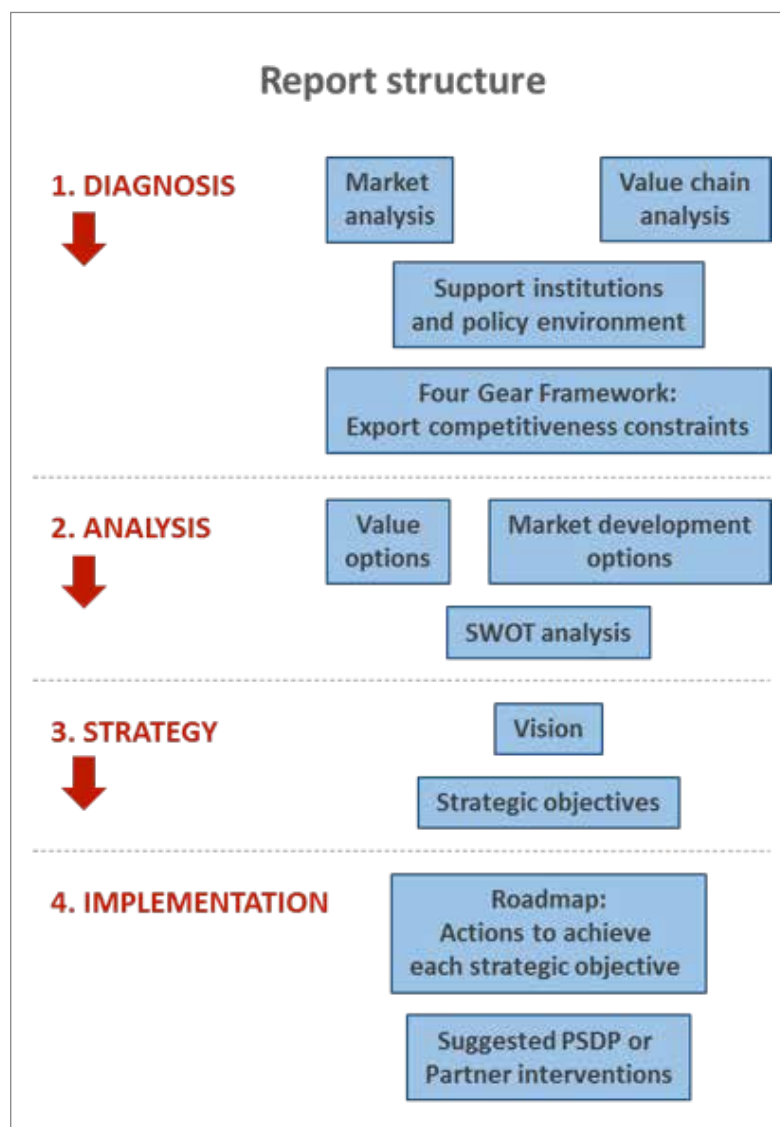 Report structure
1. DIAGNOSIS
Market
analysis
Value chain
analysis
Support institutions
and policy environment
Four Gear Framework:
Export competitiveness constraints
2. ANALYSIS
Value
options
Market development
options
SWOT analysis
3. STRATEGY
Vision
Strategic objectives
4. IMPLEMENTATION
Roadmap:
Actions to achieve
each strategic objective
Suggested PSDP or
Partner interventions